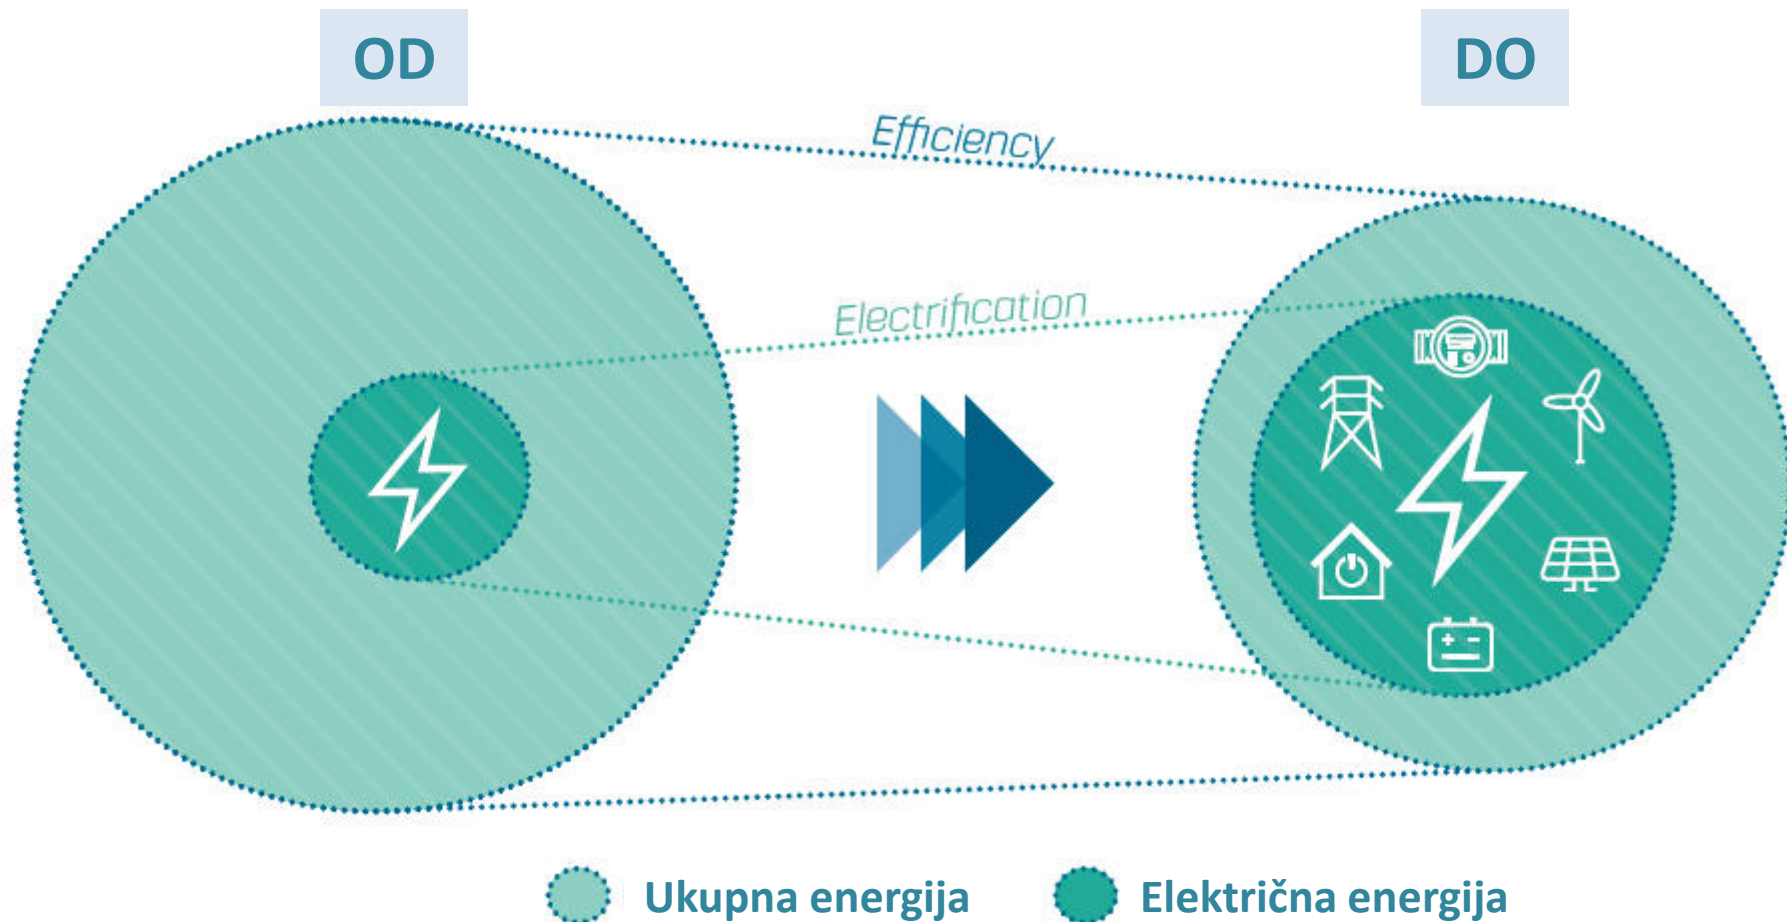 OD
DO
Efficiency
Electrification
Ukupna energija
Električna energija